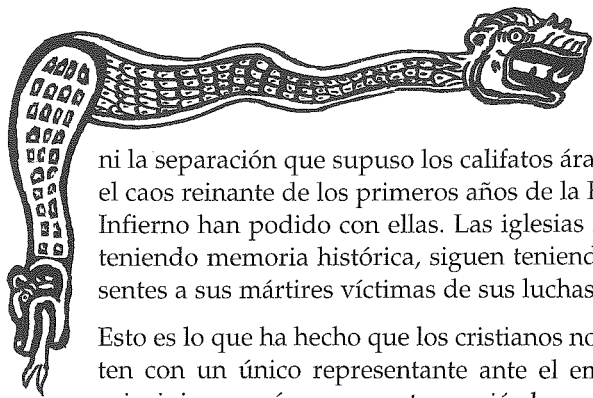 ni la separación que supuso los califatos ára
el caos reinante de los primeros años de la
Infierno han podido con ellas. Las iglesias
teniendo memoria histórica, siguen teniend
sentes a sus mártires víctimas de sus luchas
Esto es lo que ha hecho que los cristianos no
ten con un único representante ante el en